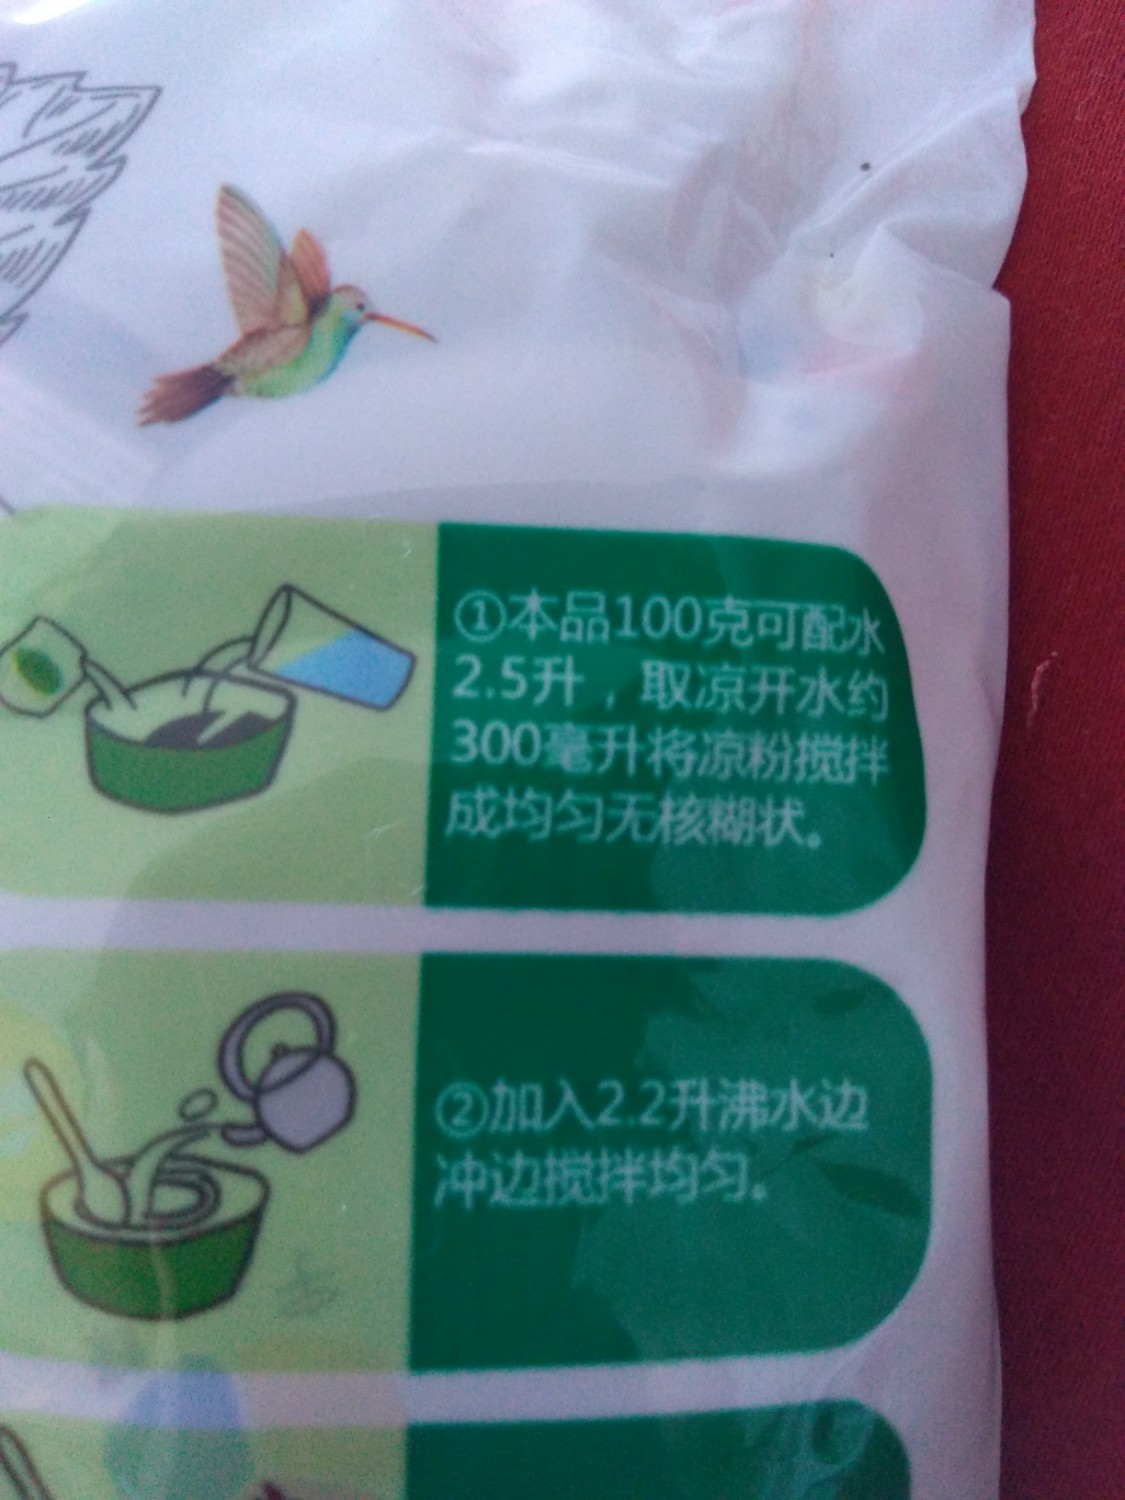 ①本品100克可配水
2.5升，取凉开水约
300毫升将凉粉搅拌
成均匀无核糊状。
②加入2.2升沸水边
冲边搅拌均匀。